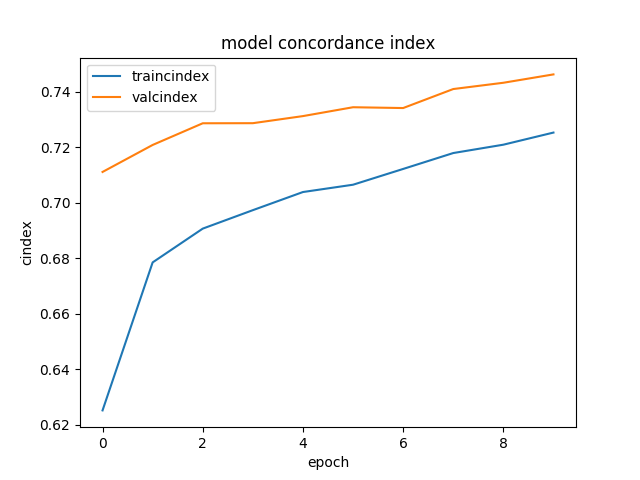 model concordance index
traincindex
valcindex
0.74
0.72
0.70
0.68
0.66
0.64
0.62
cindex
0 2 4 6 8
epoch